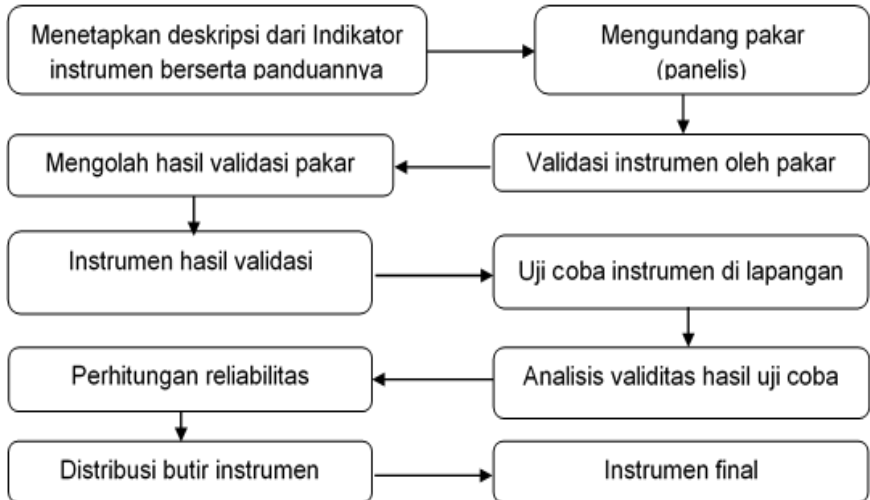 Menetapkan deskripsi dari Indikator
instrumen berserta panduannya
Mengundang pakar
(panelis)
Validasi instrumen oleh pakar
Mengolah hasil validasi pakar
Instrumen hasil validasi
Uji coba instrumen di lapangan
Analisis validitas hasil uji coba
Perhitungan reliabilitas
Distribusi butir instrumen
Instrumen final